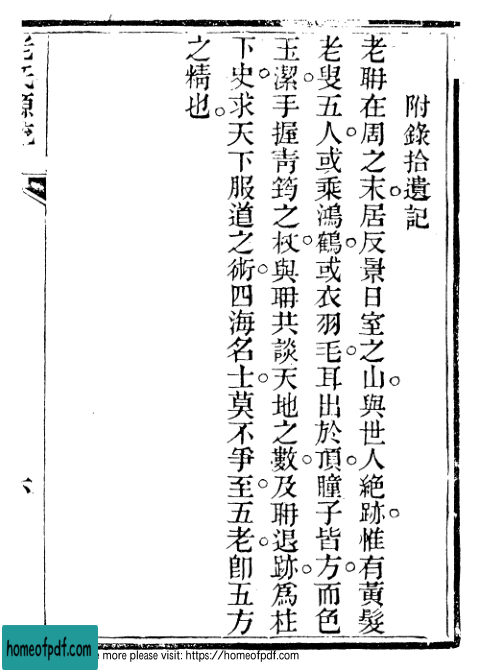 附錄拾遺記
老聃在周之末。居反景日室之山。與世人絕跡。惟有黃髮
老叟五人。或乘鴻鶴。或衣羽毛。耳出於頂。瞳子皆方。而色
玉潔。手握靑筠之杖。與聃共談天地之數。及聃退跡。爲柱
下史。求天下服道之術。四海名士。莫不爭至。五老。卽五方
之精也。
六
homeofpdf.com
more please visit: https://homeofpdf.com